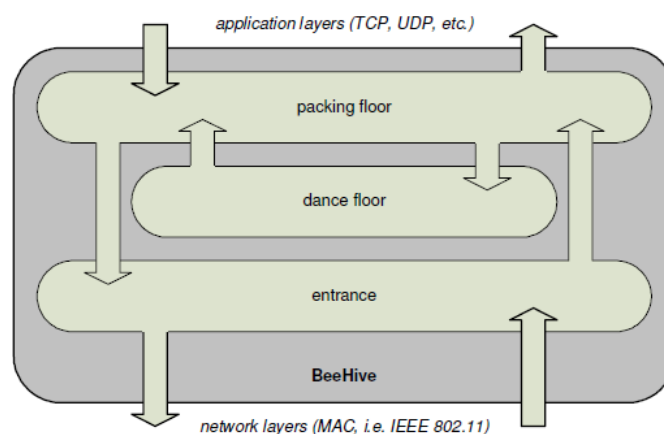 application layers (TCP, UDP, etc.)
packing floor
dance floor
entrance
BeeHive
network layers (MAC, i.e. IEEE 802.11)